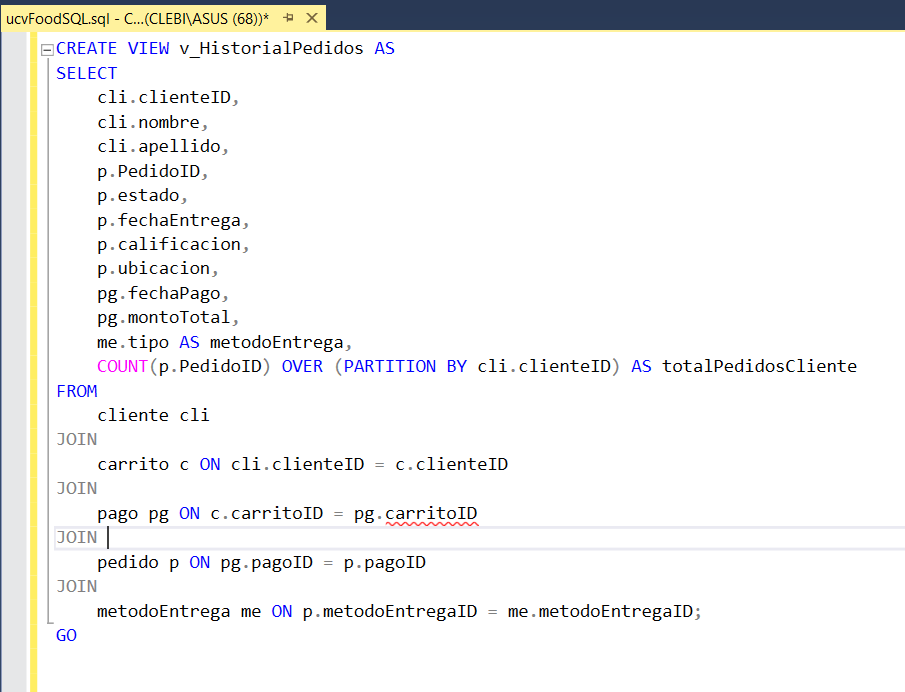 ucvFoodSQL.sql - C...(CLEBI\ASUS (68))*
CREATE VIEW v_HistorialPedidos AS
SELECT
    cli.clienteID,
    cli.nombre,
    cli.apellido,
    p.PedidoID,
    p.estado,
    p.fechaEntrega,
    p.calificacion,
    p.ubicacion,
    pg.fechaPago,
    pg.montoTotal,
    me.tipo AS metodoEntrega,
    COUNT(p.PedidoID) OVER (PARTITION BY cli.clienteID) AS totalPedidosCliente
FROM
    cliente cli
JOIN
    carrito c ON cli.clienteID = c.clienteID
JOIN
    pago pg ON c.carritoID = pg.carritoID
JOIN
    pedido p ON pg.pagoID = p.pagoID
JOIN
    metodoEntrega me ON p.metodoEntregaID = me.metodoEntregaID;
GO